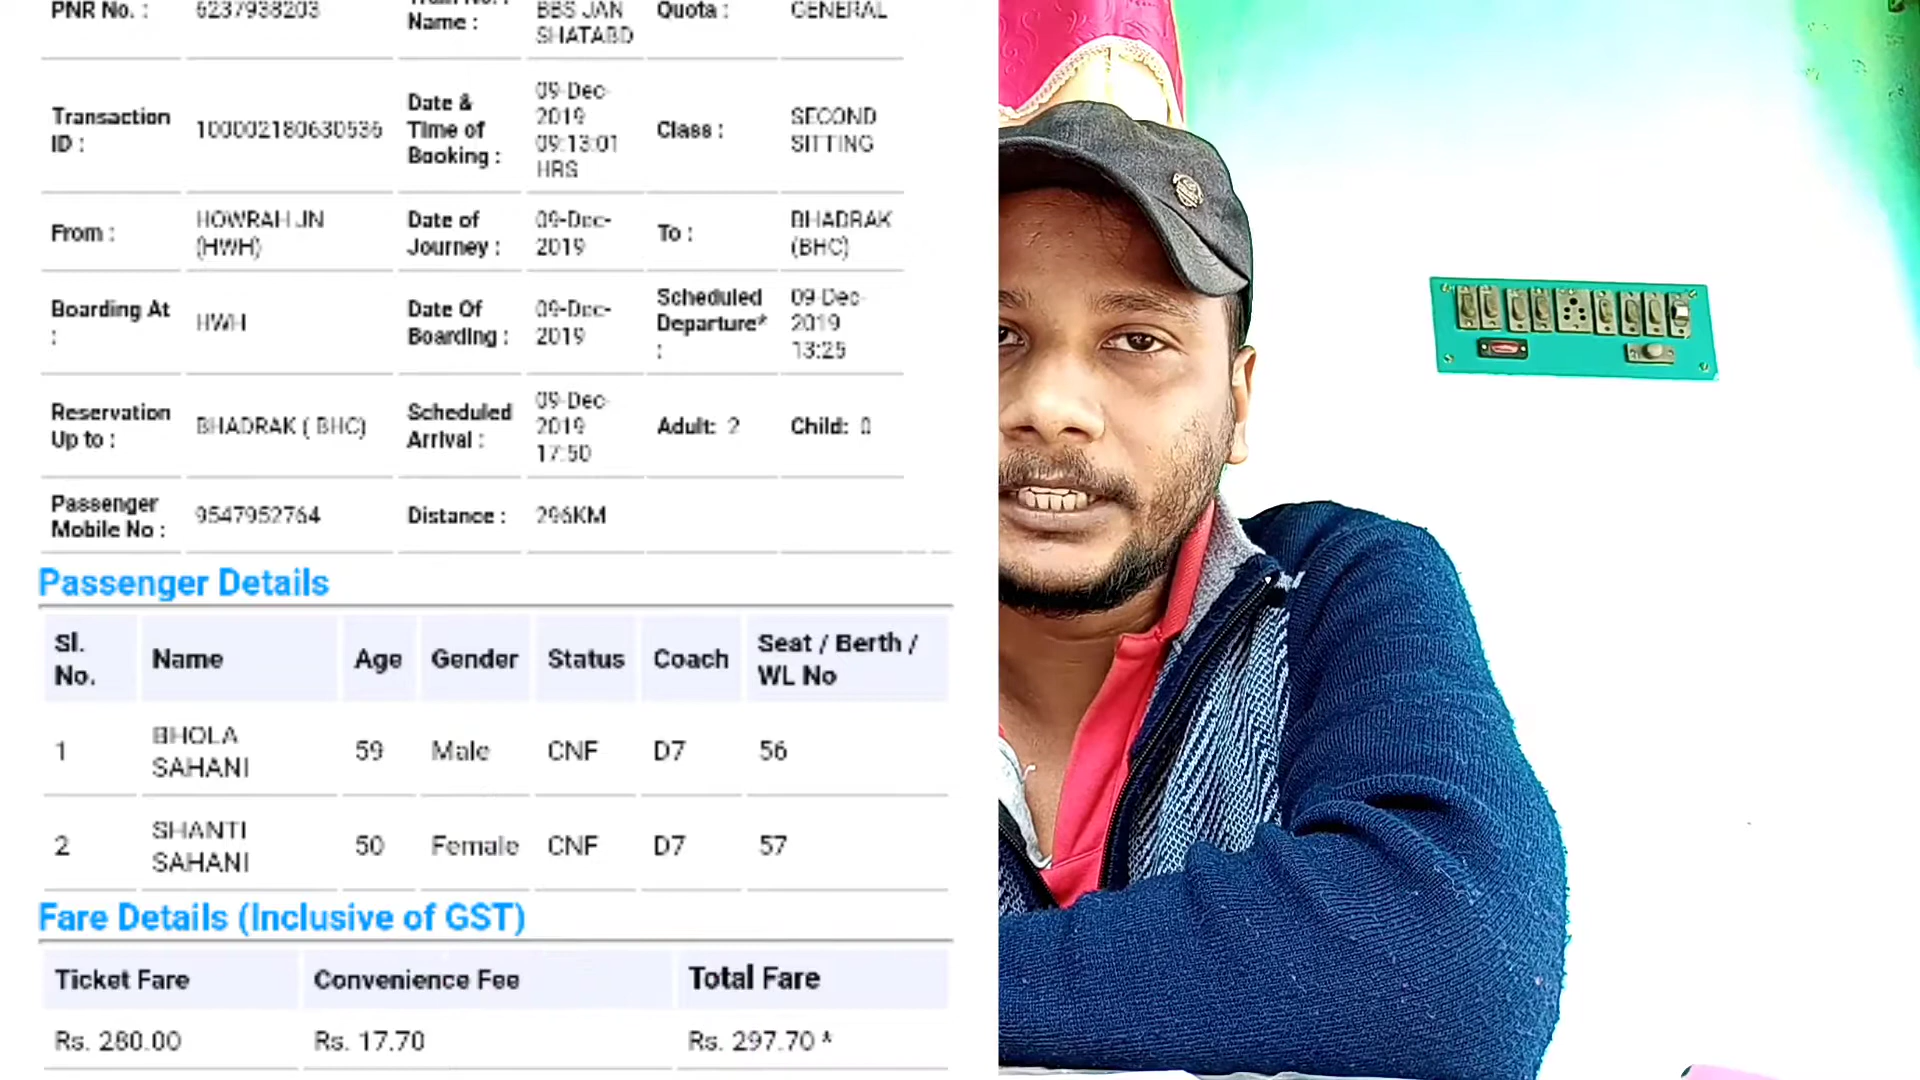 PNR No. : 6237938203 Name : BBS JAN SHATABD Quota : GENERAL
Transaction ID : 100002180630536 Date & Time of Booking : 09-Dec-2019 09:13:01 HRS Class : SECOND SITTING
From : HOWRAH JN (HWH) Date of Journey : 09-Dec-2019 To : BHADRAK (BHC)
Boarding At : HWH Date Of Boarding : 09-Dec-2019 Scheduled Departure* : 09-Dec-2019 13:25
Reservation Up to : BHADRAK ( BHC) Scheduled Arrival : 09-Dec-2019 17:50 Adult: 2 Child: 0
Passenger Mobile No : 9547952764 Distance : 296KM
Passenger Details
Sl. No. Name Age Gender Status Coach Seat / Berth / WL No
1 BHOLA SAHANI 59 Male CNF D7 56
2 SHANTI SAHANI 50 Female CNF D7 57
Fare Details (Inclusive of GST)
Ticket Fare Convenience Fee Total Fare
Rs. 280.00 Rs. 17.70 Rs. 297.70 *